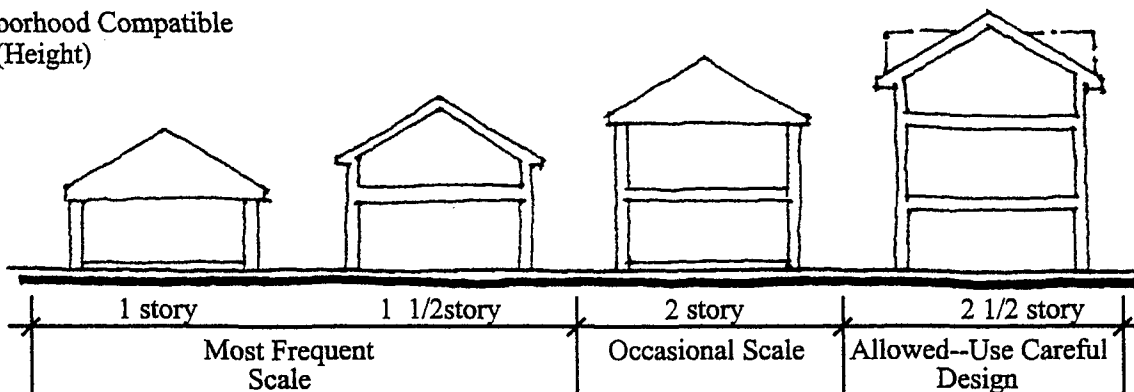 borhood Compatible
(Height)
1 story
1 1/2story
2 story
2 1/2 story
Most Frequent
Scale
Occasional Scale
Allowed--Use Careful
Design